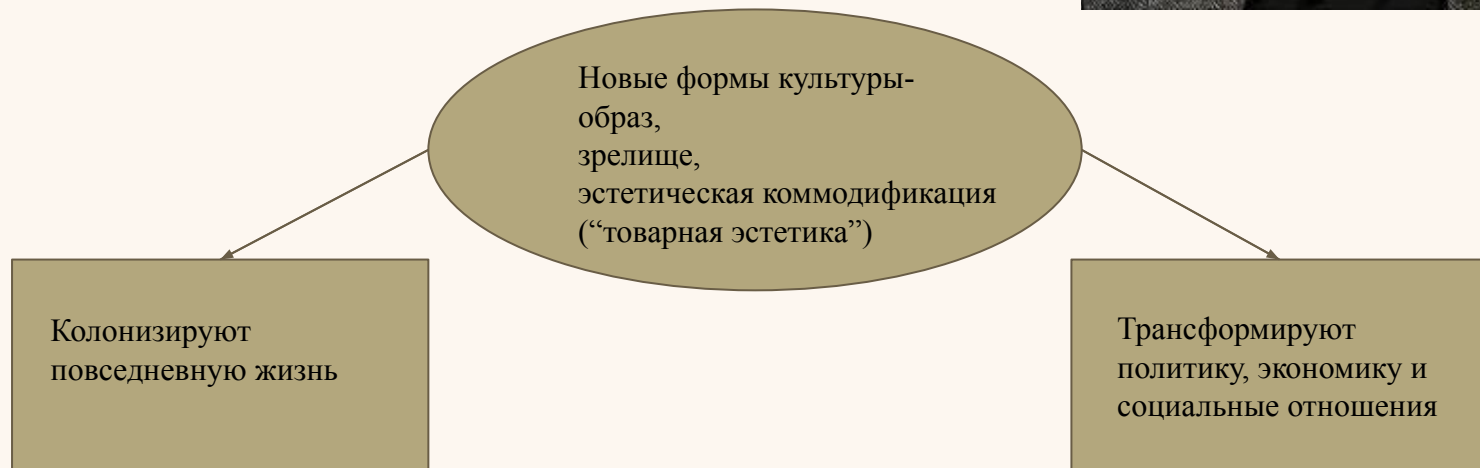 Новые формы культуры-
образ,
зрелище,
эстетическая коммодификация
(“товарная эстетика”)
Колонизируют
повседневную жизнь
Трансформируют
политику, экономику и
социальные отношения